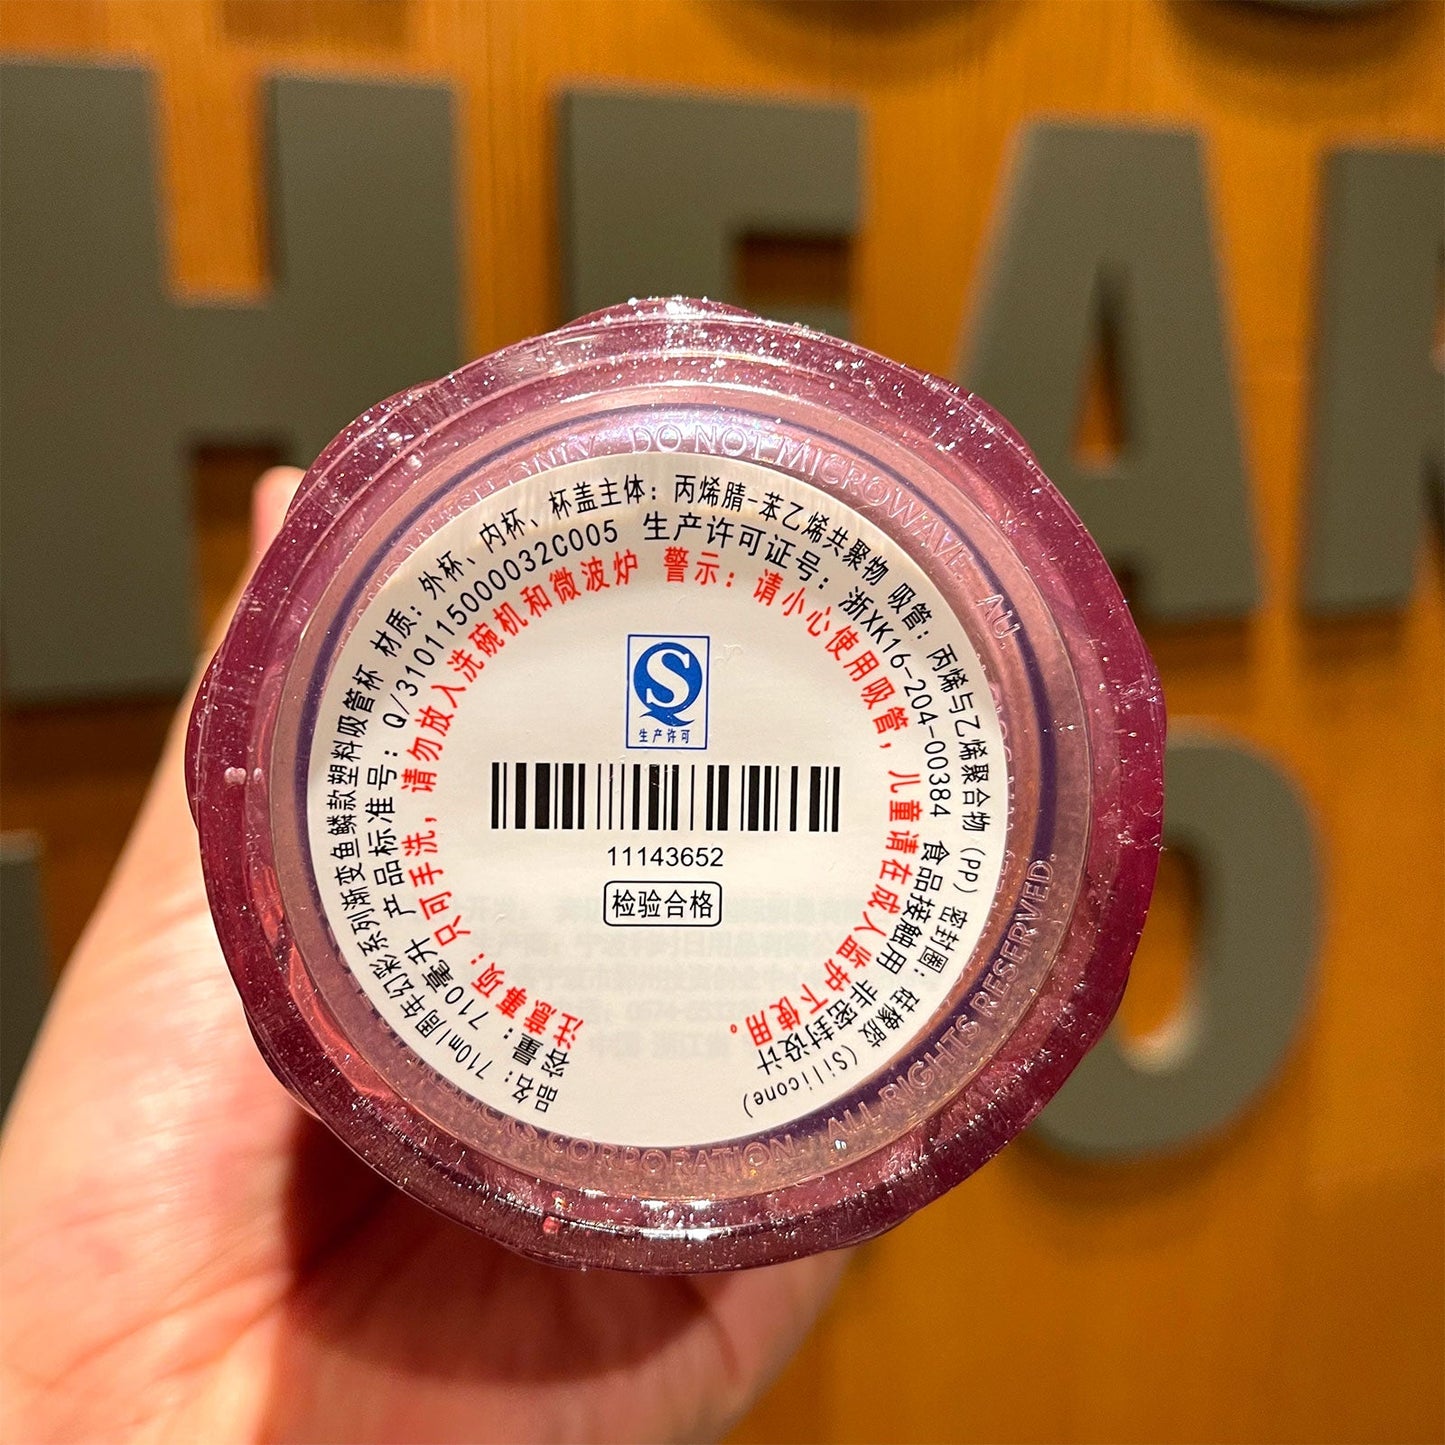 HEAR
品名: 710ml周年幻彩系列渐变鱼鳞款塑料吸管杯 材质: 外杯、内杯、杯盖主体: 丙烯腈-苯乙烯共聚物 吸管: 丙烯与乙烯聚合物 (PP) 密封圈: 硅橡胶 (Silicone)
容量: 710毫升 产品标准号: Q/310115000032C005 生产许可证号: 浙XK16-204-00384 食品接触用 非密封设计
注意事项: 只可手洗, 请勿放入洗碗机和微波炉 警示: 请小心使用吸管, 儿童请在成人监护下使用。
S
生产许可
11143652
检验合格
ONLY. DO NOT MICROWAVE. AU
CORPORATION. ALL RIGHTS RESERVED.